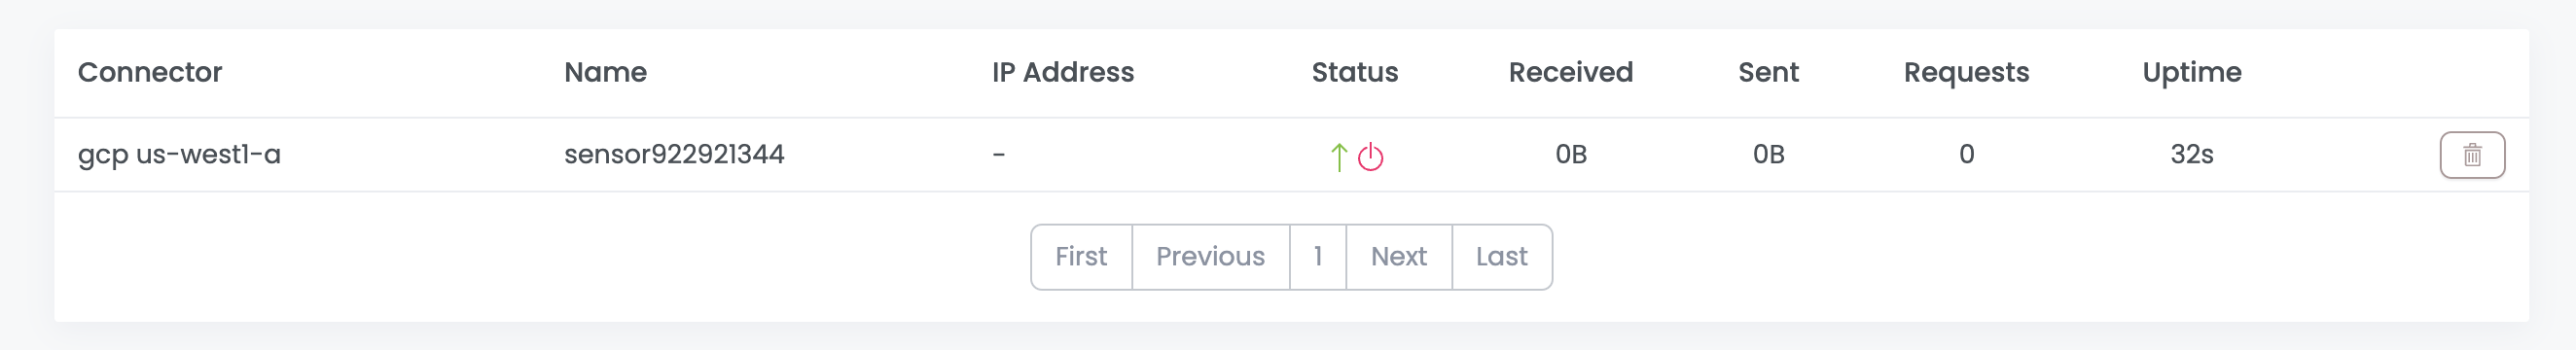 Connector Name IP Address Status Received Sent Requests Uptime
gcp us-west1-a sensor922921344 - 0B 0B 0 32s
First Previous 1 Next Last